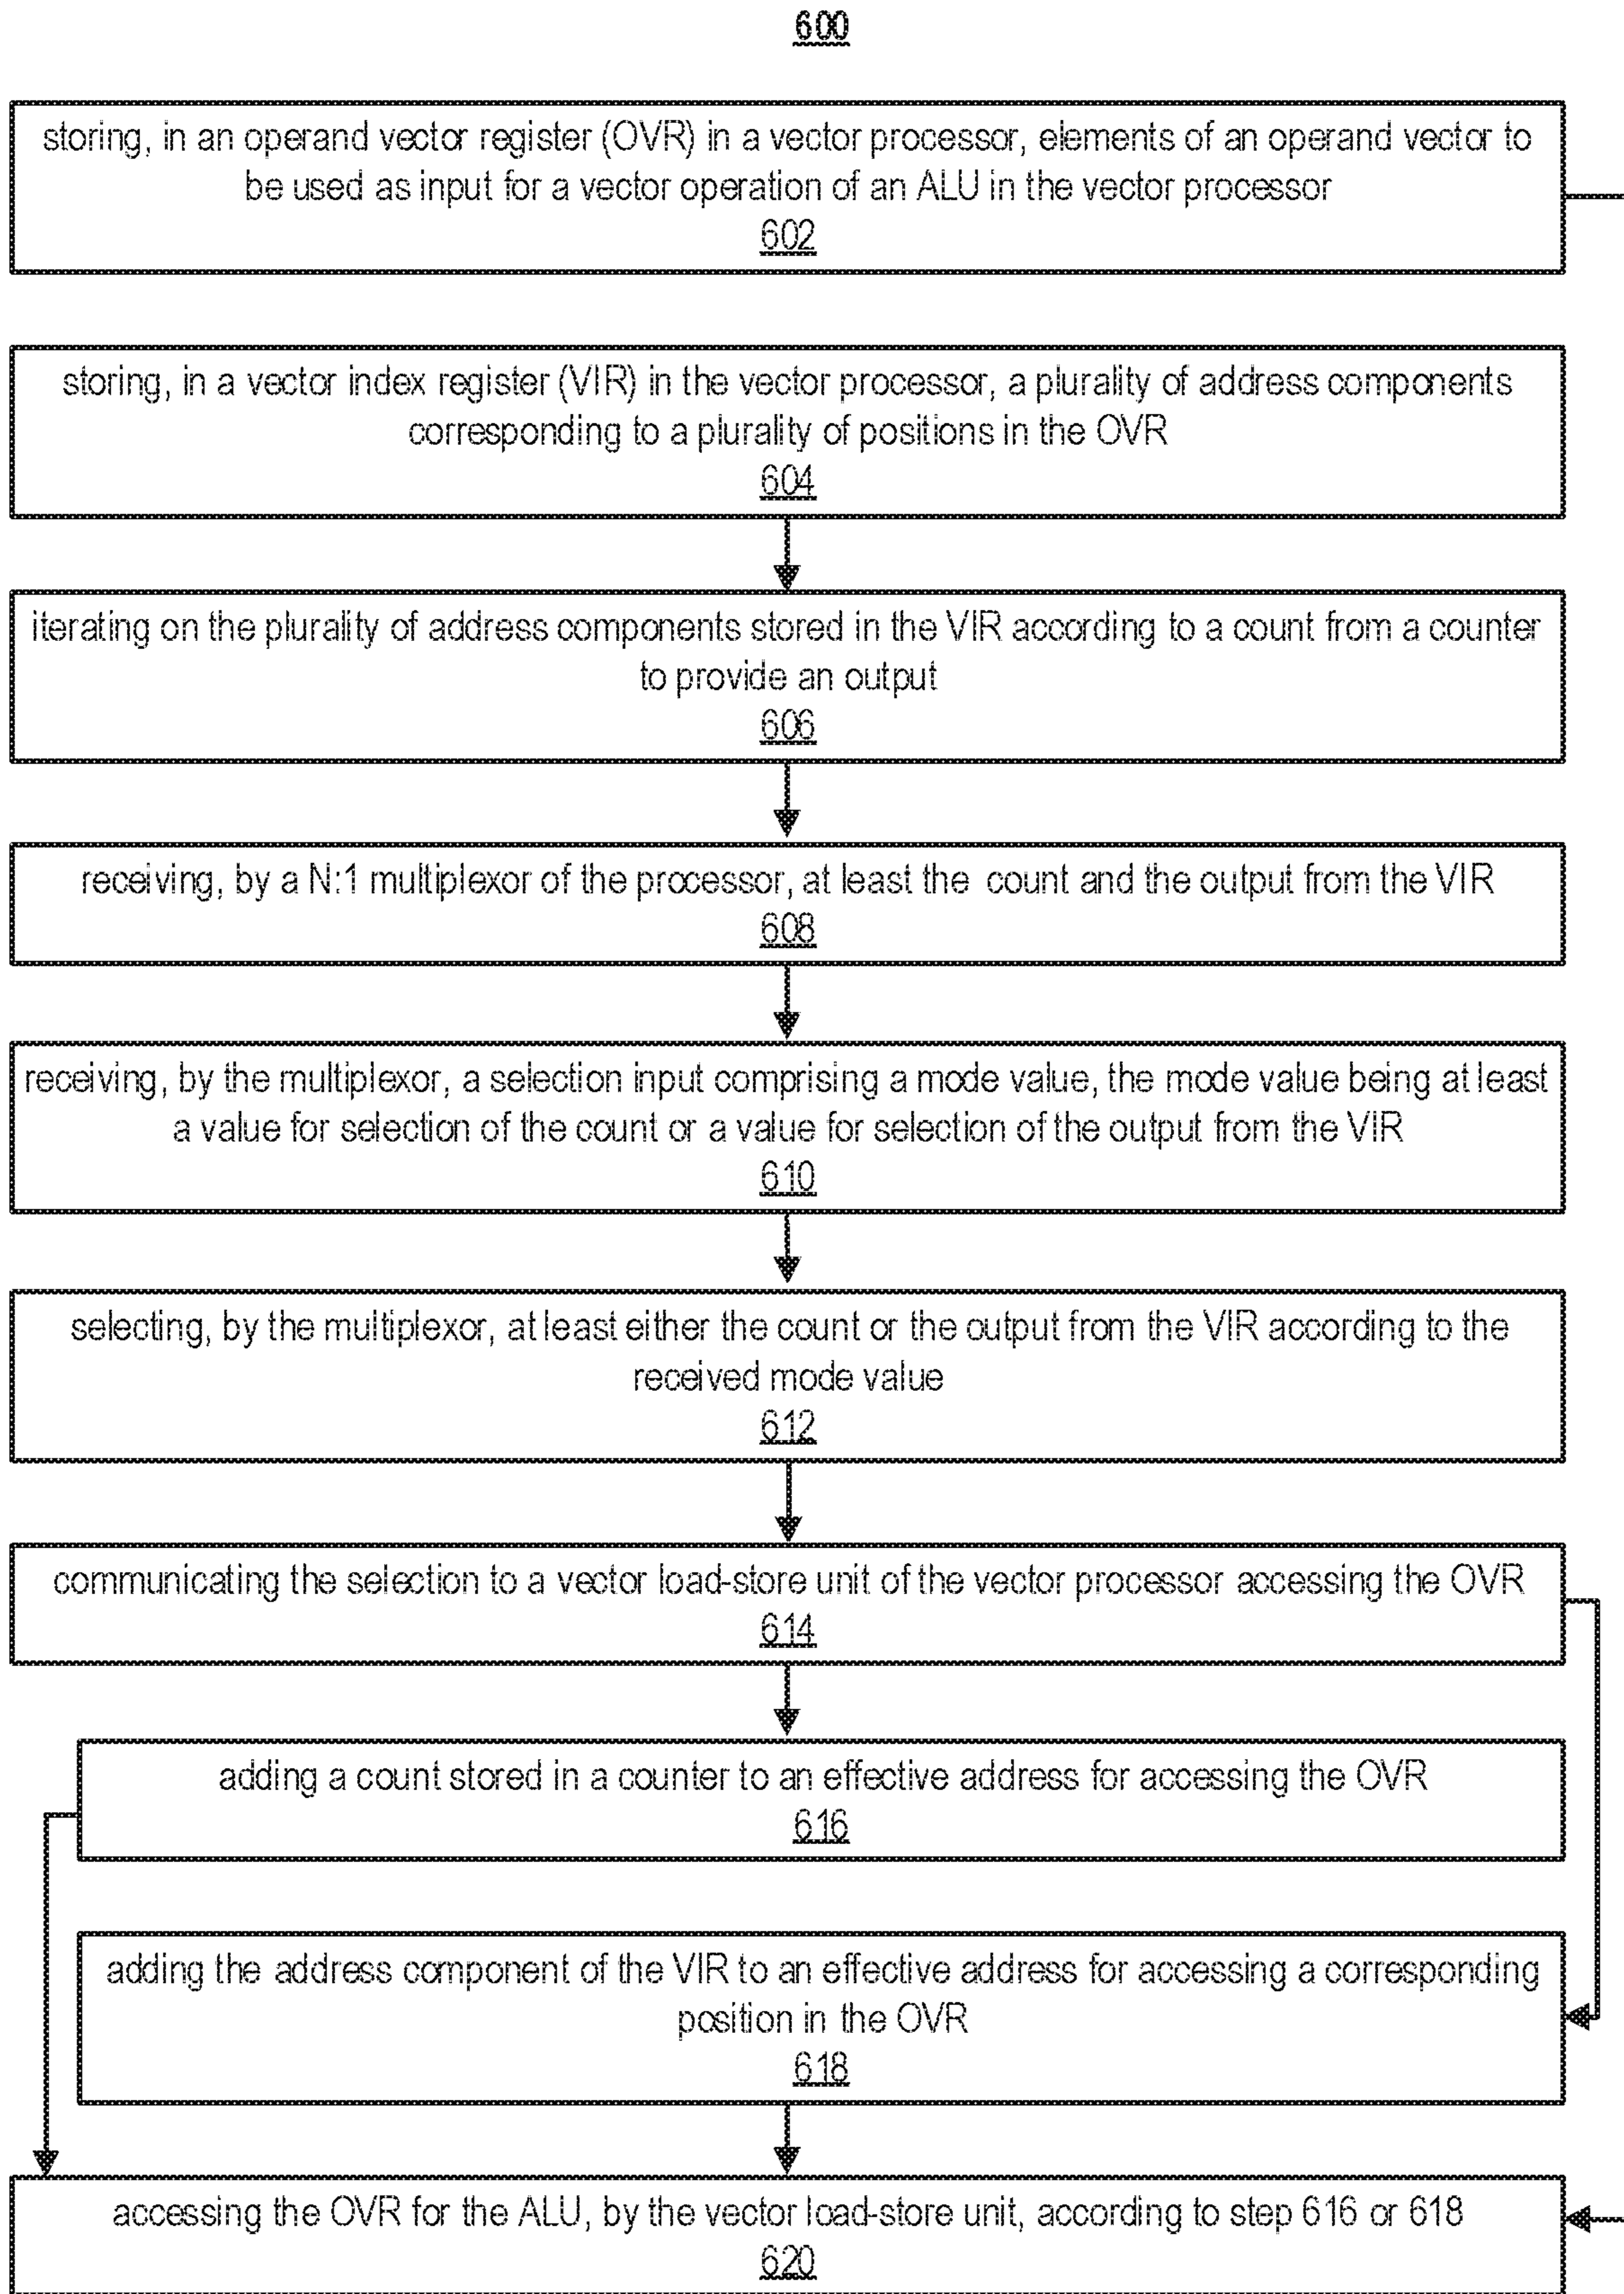 600
storing, in an operand vector register (OVR) in a vector processor, elements of an operand vector to
be used as input for a vector operation of an ALU in the vector processor
602
storing, in a vector index register (VIR) in the vector processor, a plurality of address components
corresponding to a plurality of positions in the OVR
604
iterating on the plurality of address components stored in the VIR according to a count from a counter
to provide an output
606
receiving, by a N:1 multiplexor of the processor, at least the count and the output from the VIR
608
receiving, by the multiplexor, a selection input comprising a mode value, the mode value being at least
a value for selection of the count or a value for selection of the output from the VIR
610
selecting, by the multiplexor, at least either the count or the output from the VIR according to the
received mode value
612
communicating the selection to a vector load-store unit of the vector processor accessing the OVR
614
adding a count stored in a counter to an effective address for accessing the OVR
616
adding the address component of the VIR to an effective address for accessing a corresponding
position in the OVR
618
accessing the OVR for the ALU, by the vector load-store unit, according to step 616 or 618
620